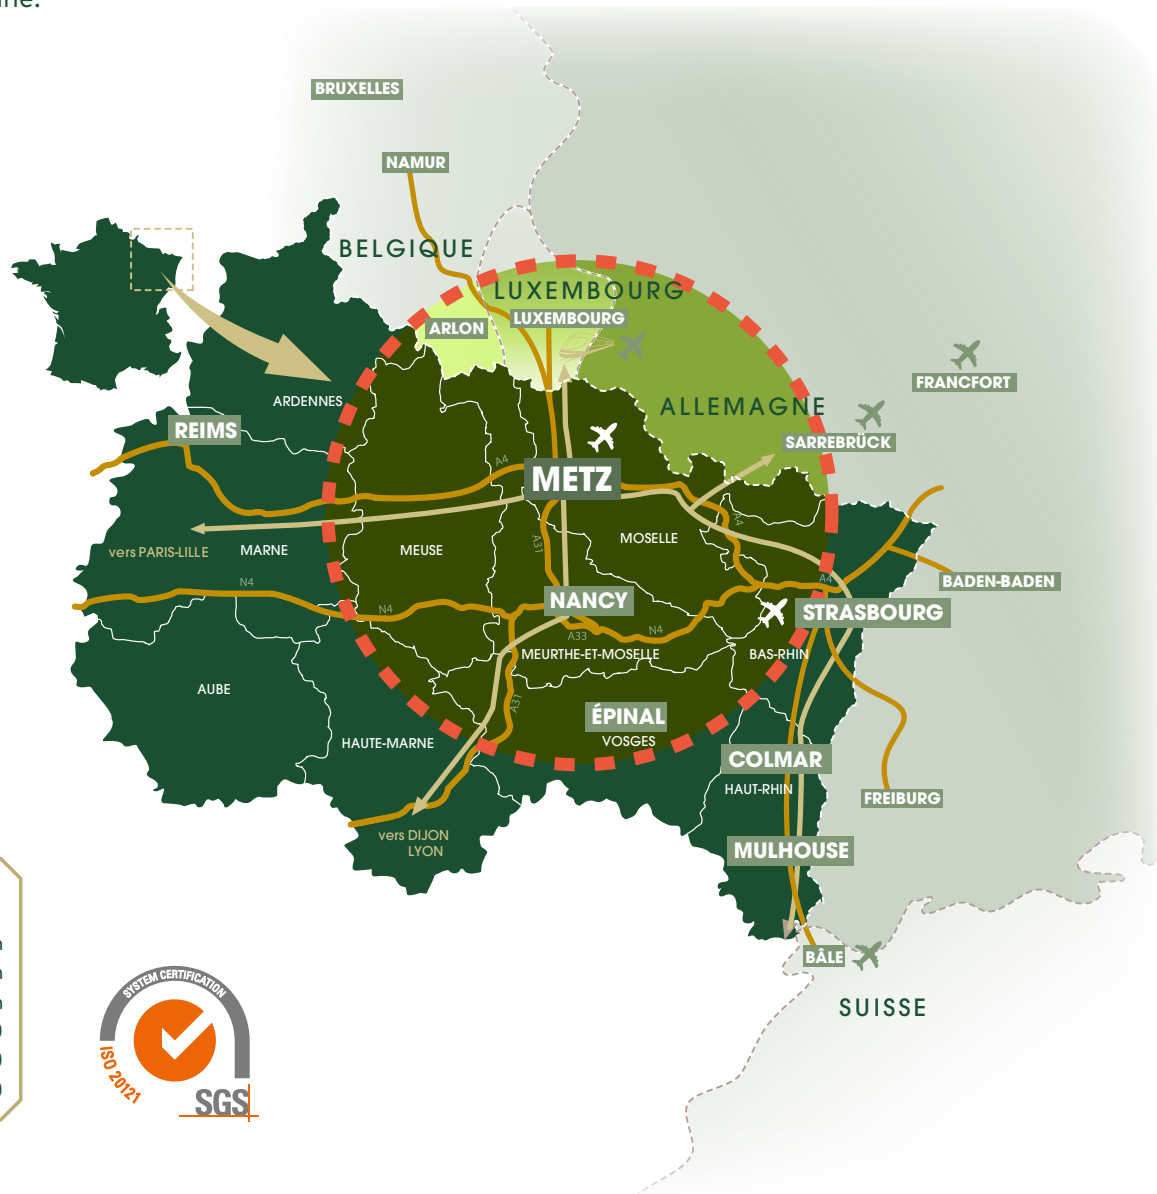 BRUXELLES
NAMUR
BELGIQUE
LUXEMBOURG
LUXEMBOURG
ARLON
FRANCFORT
ARDENNES
ALLEMAGNE
REIMS
SARREBRÜCK
A4
METZ
A4
vers PARIS-LILLE
MARNE
MEUSE
A31
MOSELLE
N4
A4
BADEN-BADEN
N4
NANCY
STRASBOURG
A33
N4
MEURTHE-ET-MOSELLE
BAS-RHIN
AUBE
A31
ÉPINAL
VOSGES
HAUTE-MARNE
COLMAR
HAUT-RHIN
FREIBURG
vers DIJON
LYON
MULHOUSE
BÂLE
SUISSE
SYSTEM CERTIFICATION
ISO 20121
SGS